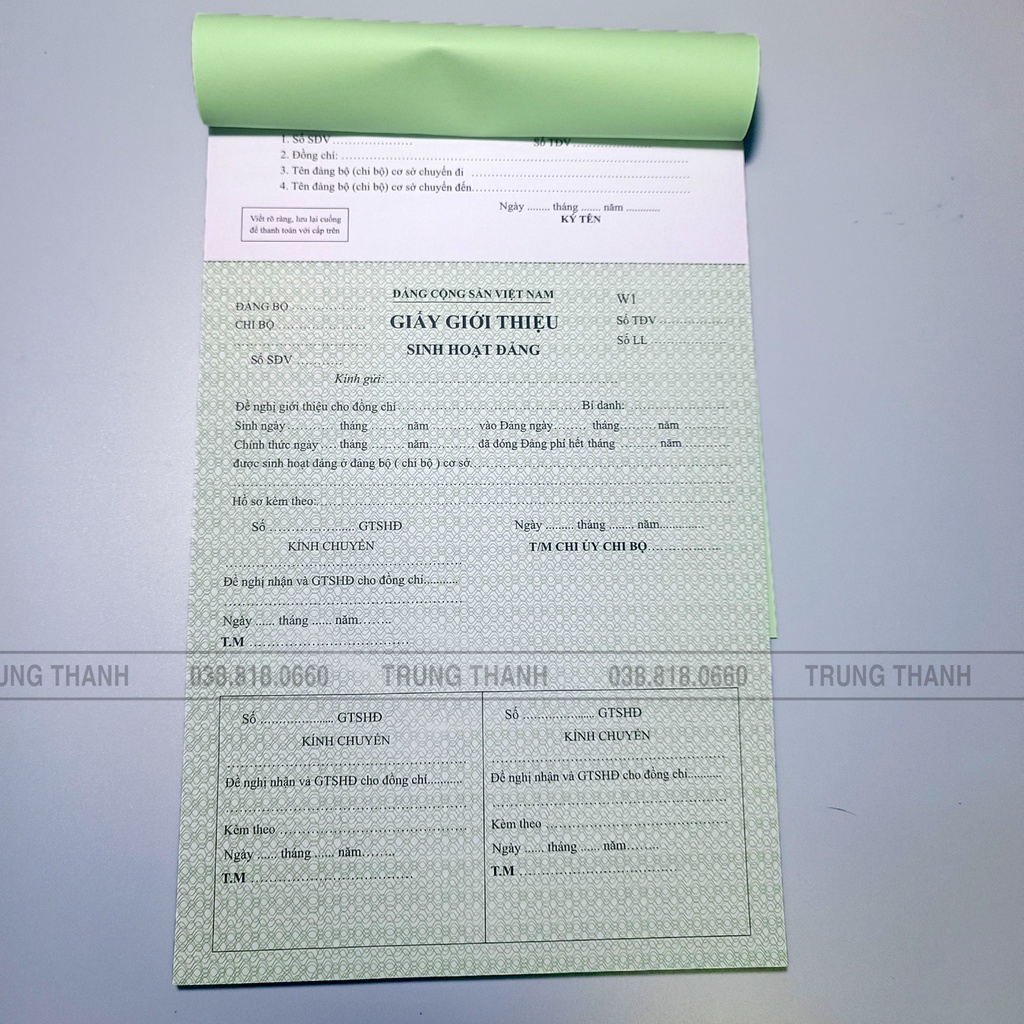 1. Số SĐV .................... Số TĐV ....................
2. Đồng chí: ....................
3. Tên đảng bộ (chi bộ) cơ sở chuyển đi ....................
4. Tên đảng bộ (chi bộ) cơ sở chuyển đến....................
Ngày ........ tháng ....... năm ............
KÝ TÊN
Viết rõ ràng, lưu lại cuống
để thanh toán với cấp trên
ĐẢNG CỘNG SẢN VIỆT NAM
ĐẢNG BỘ .................... W1
GIẤY GIỚI THIỆU
CHI BỘ .................... Số TĐV ....................
SINH HOẠT ĐẢNG
Số LL ....................
Số SĐV ............
Kính gửi:....................
Đề nghị giới thiệu cho đồng chí.................... Bí danh: ....................
Sinh ngày............ tháng ......... năm ............ vào Đảng ngày......... tháng......... năm ............
Chính thức ngày.... tháng ......... năm............ đã đóng Đảng phí hết tháng ......... năm............
được sinh hoạt đảng ở đảng bộ ( chi bộ ) cơ sở....................
Hồ sơ kèm theo:....................
Số .................... GTSHĐ
KÍNH CHUYỂN
Đề nghị nhận và GTSHĐ cho đồng chí..........
Ngày ...... tháng ...... năm........
T.M ....................
Ngày ......... tháng ........ năm.............
T/M CHI ỦY CHI BỘ....................
TRUNG THANH 038.818.0660 TRUNG THANH 038.818.0660 TRUNG THANH
Số .................... GTSHĐ
KÍNH CHUYỂN
Đề nghị nhận và GTSHĐ cho đồng chí..........
Kèm theo ....................
Ngày ...... tháng ...... năm........
T.M ....................
Số .................... GTSHĐ
KÍNH CHUYỂN
Đề nghị nhận và GTSHĐ cho đồng chí..........
Kèm theo ....................
Ngày ...... tháng ...... năm........
T.M ....................